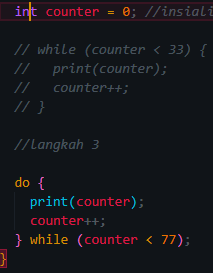 int counter = 0; //insiali
// while (counter < 33) {
//   print(counter);
//   counter++;
// }
//langkah 3
do {
  print(counter);
  counter++;
} while (counter < 77);
}